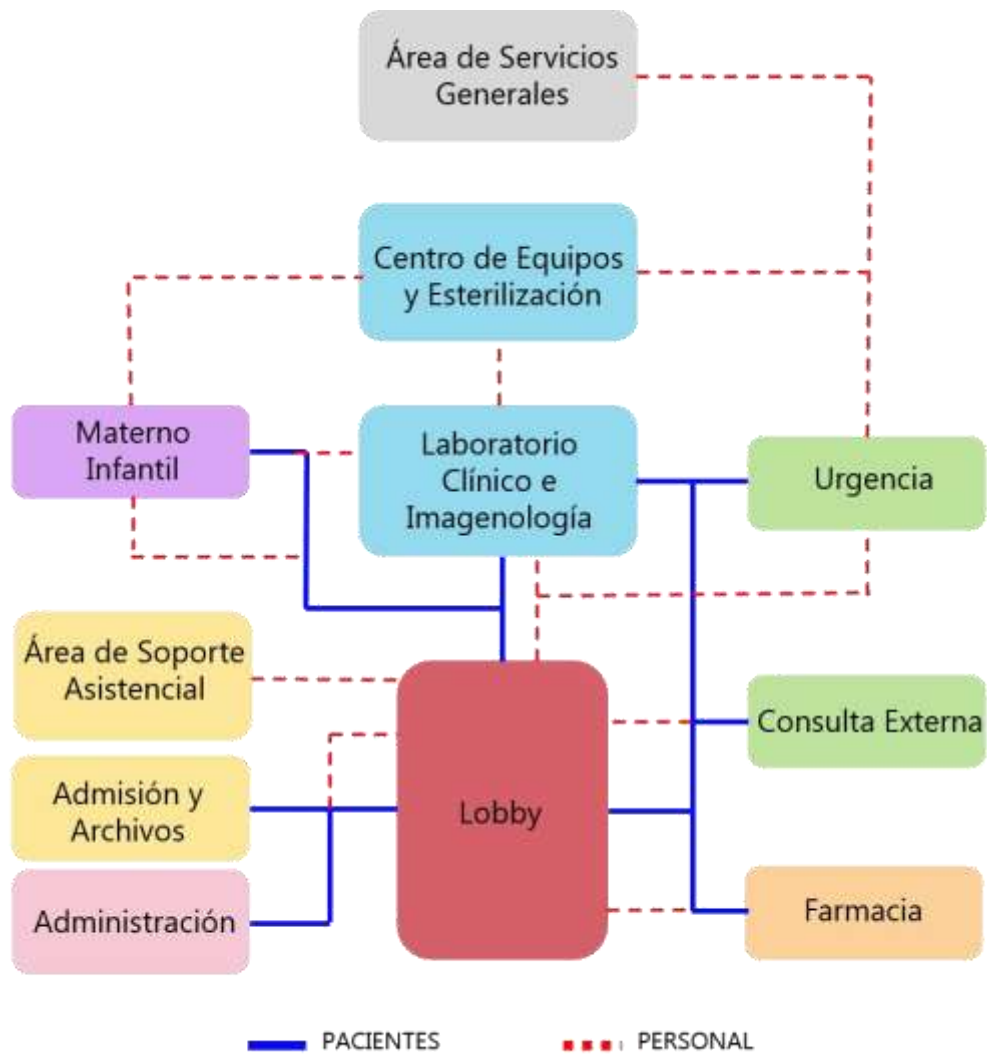 Área de Servicios
Generales
Centro de Equipos
y Esterilización
Materno
Infantil
Laboratorio
Clínico e
Imagenología
Urgencia
Área de Soporte
Asistencial
Consulta Externa
Admisión y
Archivos
Lobby
Administración
Farmacia
PACIENTES
PERSONAL